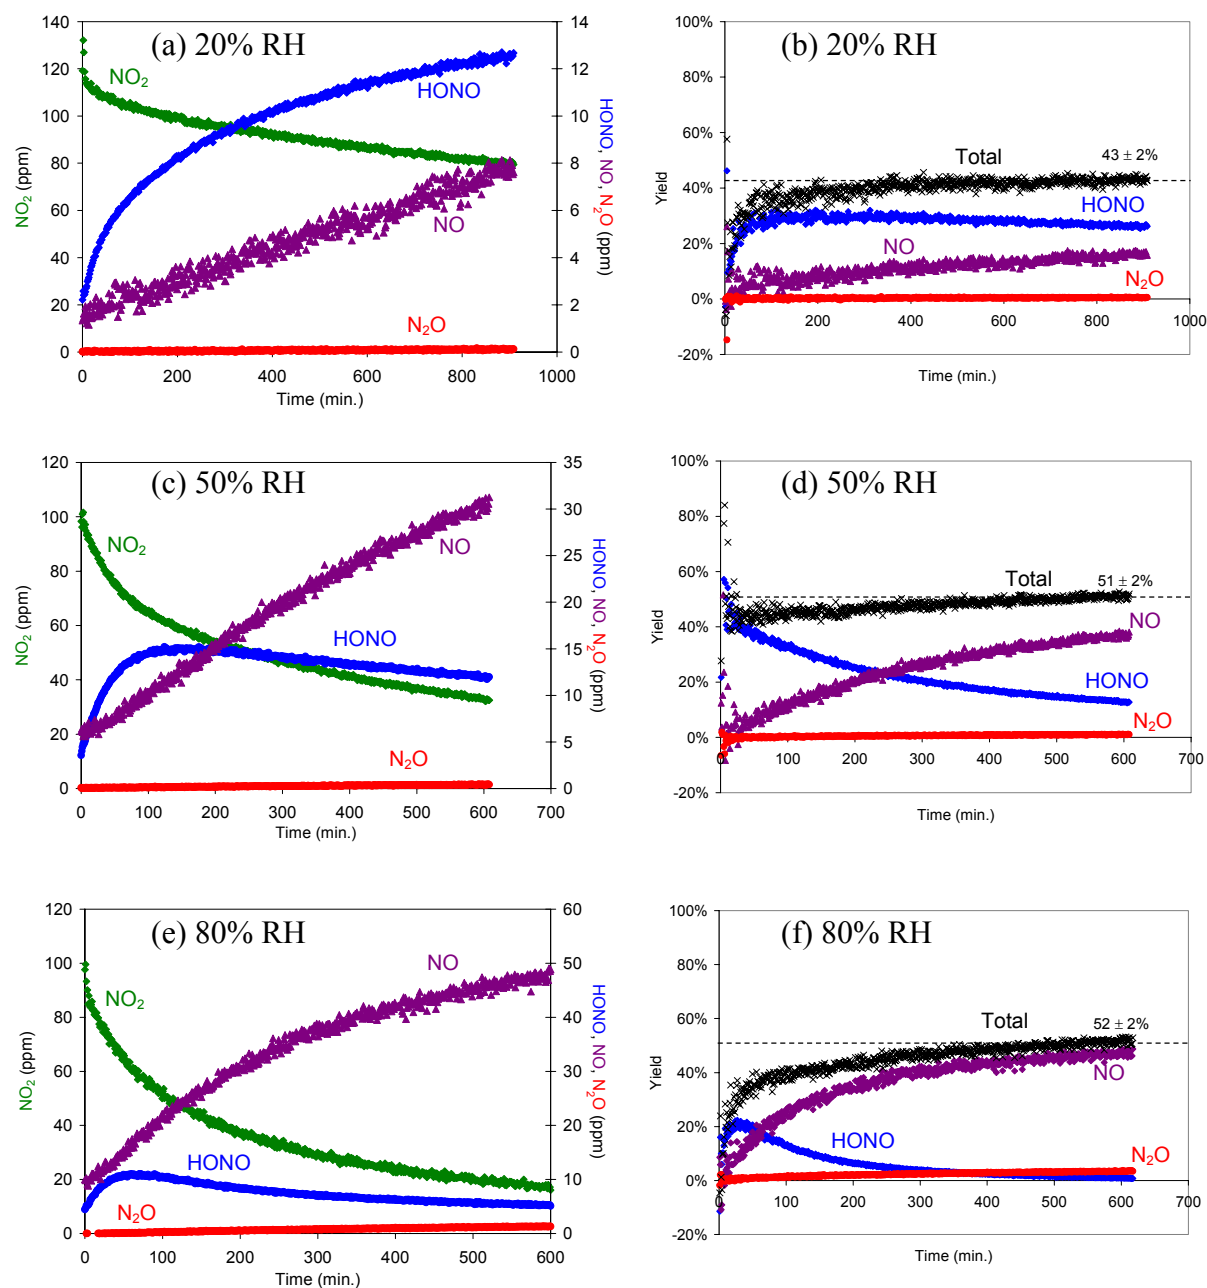 (a) 20% RH
140
120
100
80
60
40
20
0
NO2 (ppm)
14
12
10
8
6
4
2
0
HONO, NO, N2O (ppm)
NO2
HONO
NO
N2O
0 200 400 600 800 1000
Time (min.)
(b) 20% RH
100%
80%
60%
40%
20%
0%
-20%
Yield
Total
43 ± 2%
HONO
NO
N2O
0 200 400 600 800 1000
Time (min.)
(c) 50% RH
120
100
80
60
40
20
0
NO2 (ppm)
35
30
25
20
15
10
5
0
HONO, NO, N2O (ppm)
NO2
NO
HONO
N2O
0 100 200 300 400 500 600 700
Time (min.)
(d) 50% RH
100%
80%
60%
40%
20%
0%
-20%
Yield
Total
51 ± 2%
NO
HONO
N2O
0 100 200 300 400 500 600 700
Time (min.)
(e) 80% RH
120
100
80
60
40
20
0
NO2 (ppm)
60
50
40
30
20
10
0
HONO, NO, N2O (ppm)
NO
NO2
HONO
N2O
0 100 200 300 400 500 600
Time (min.)
(f) 80% RH
100%
80%
60%
40%
20%
0%
-20%
Yield
Total
52 ± 2%
NO
HONO
N2O
0 100 200 300 400 500 600 700
Time (min.)